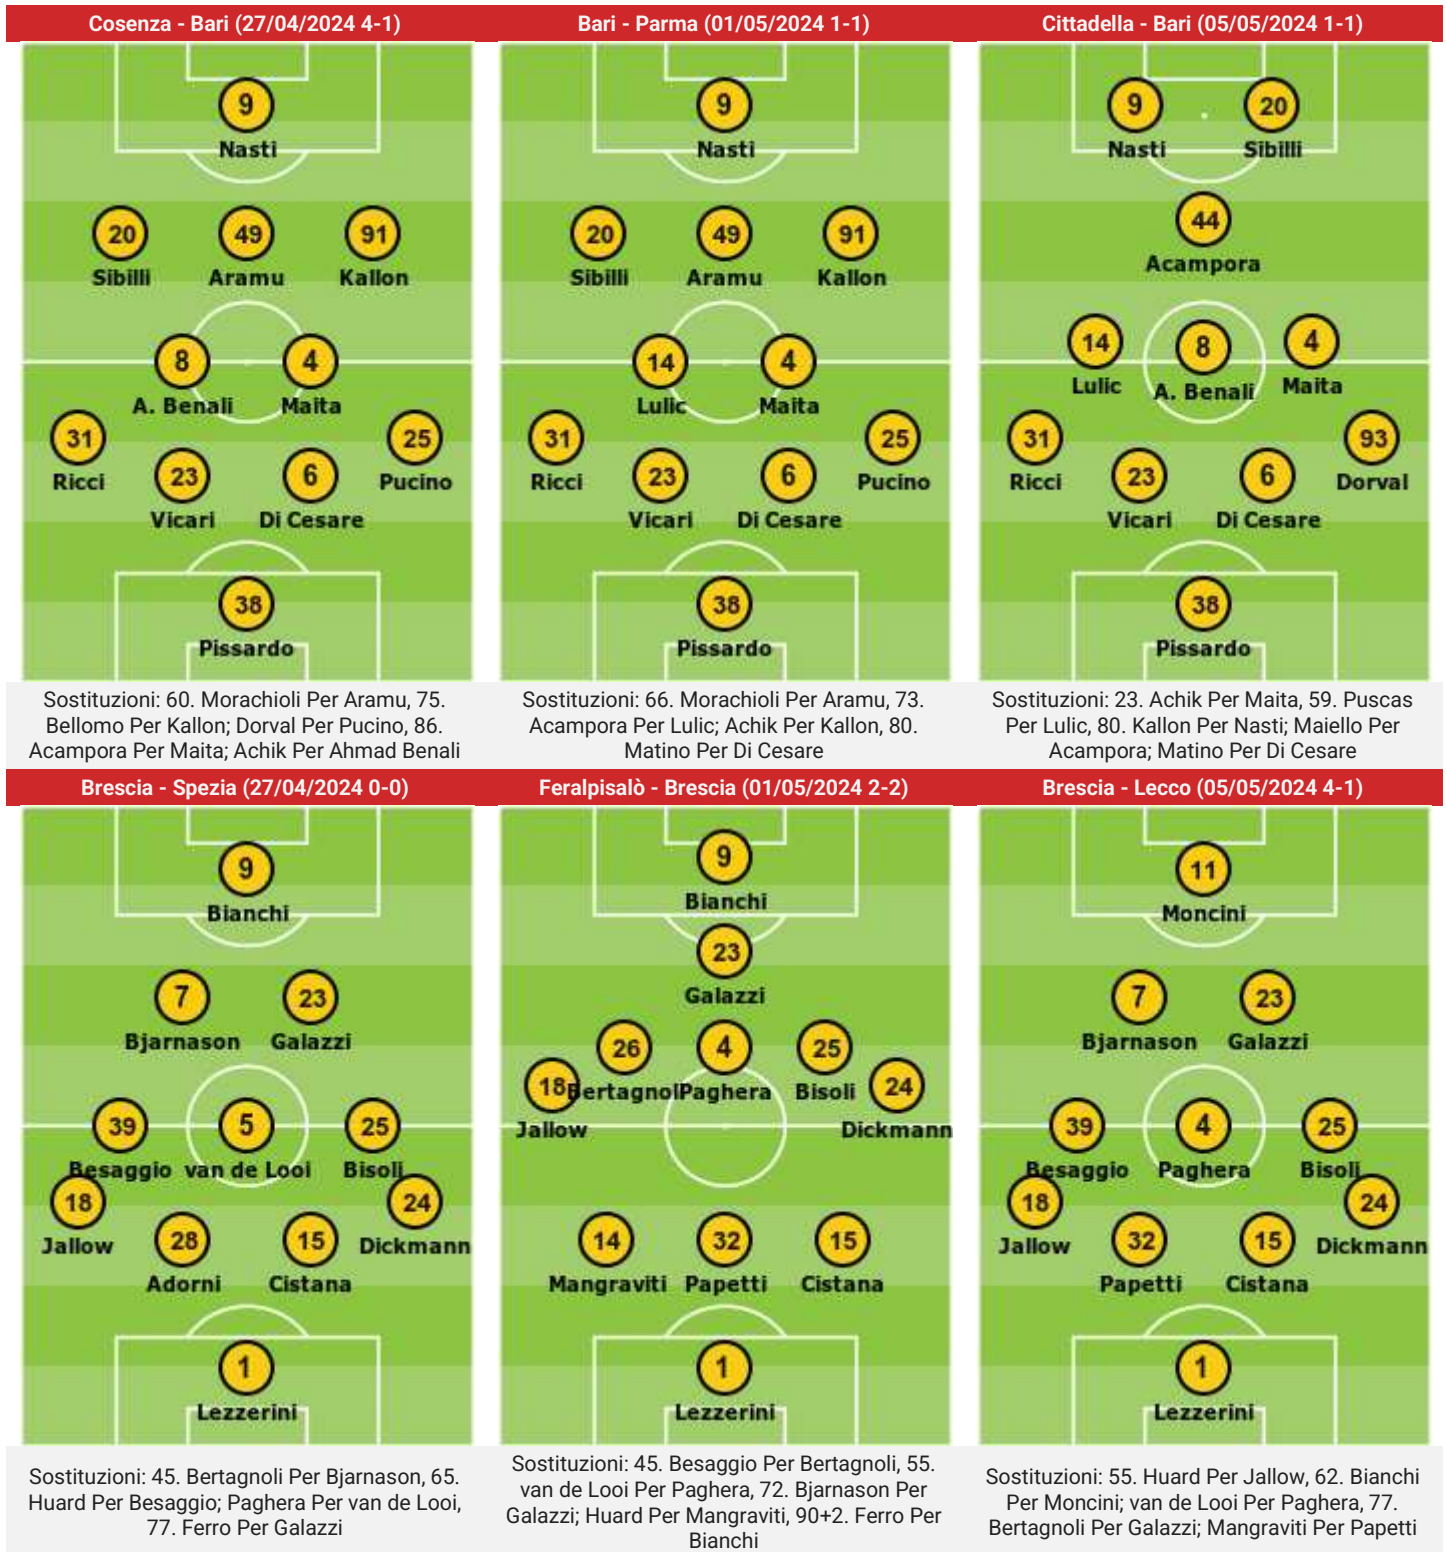 Cosenza - Bari (27/04/2024 4-1)
9
Nasti
20
49
91
Sibilli
Aramu
Kallon
8
4
A. Benali
Maita
31
25
Ricci
23
6
Pucino
Vicari
Di Cesare
38
Pissardo
Sostituzioni: 60. Morachioli Per Aramu, 75.
Bellomo Per Kallon; Dorval Per Pucino, 86.
Acampora Per Maita; Achik Per Ahmad Benali
Bari - Parma (01/05/2024 1-1)
9
Nasti
20
49
91
Sibilli
Aramu
Kallon
14
4
Lulic
Maita
31
25
Ricci
23
6
Pucino
Vicari
Di Cesare
38
Pissardo
Sostituzioni: 66. Morachioli Per Aramu, 73.
Acampora Per Lulic; Achik Per Kallon, 80.
Matino Per Di Cesare
Cittadella - Bari (05/05/2024 1-1)
9
20
Nasti
Sibilli
44
Acampora
14
8
4
Lulic
A. Benali
Maita
31
93
Ricci
23
6
Dorval
Vicari
Di Cesare
38
Pissardo
Sostituzioni: 23. Achik Per Maita, 59. Puscas
Per Lulic, 80. Kallon Per Nasti; Maiello Per
Acampora; Matino Per Di Cesare
Brescia - Spezia (27/04/2024 0-0)
9
Bianchi
7
23
Bjarnason
Galazzi
39
5
25
Besaggio
van de Looi
Bisoli
18
24
Jallow
28
15
Dickmann
Adorni
Cistana
1
Lezzerini
Sostituzioni: 45. Bertagnoli Per Bjarnason, 65.
Huard Per Besaggio; Paghera Per van de Looi,
77. Ferro Per Galazzi
Feralpisalò - Brescia (01/05/2024 2-2)
9
Bianchi
23
Galazzi
26
4
25
18
24
Bertagnol
Paghera
Bisoli
Jallow
Dickmann
14
32
15
Mangraviti
Papetti
Cistana
1
Lezzerini
Sostituzioni: 45. Besaggio Per Bertagnoli, 55.
van de Looi Per Paghera, 72. Bjarnason Per
Galazzi; Huard Per Mangraviti, 90+2. Ferro Per
Bianchi
Brescia - Lecco (05/05/2024 4-1)
11
Moncini
7
23
Bjarnason
Galazzi
39
4
25
Besaggio
Paghera
Bisoli
18
24
Jallow
32
15
Dickmann
Papetti
Cistana
1
Lezzerini
Sostituzioni: 55. Huard Per Jallow, 62. Bianchi
Per Moncini; van de Looi Per Paghera, 77.
Bertagnoli Per Galazzi; Mangraviti Per Papetti